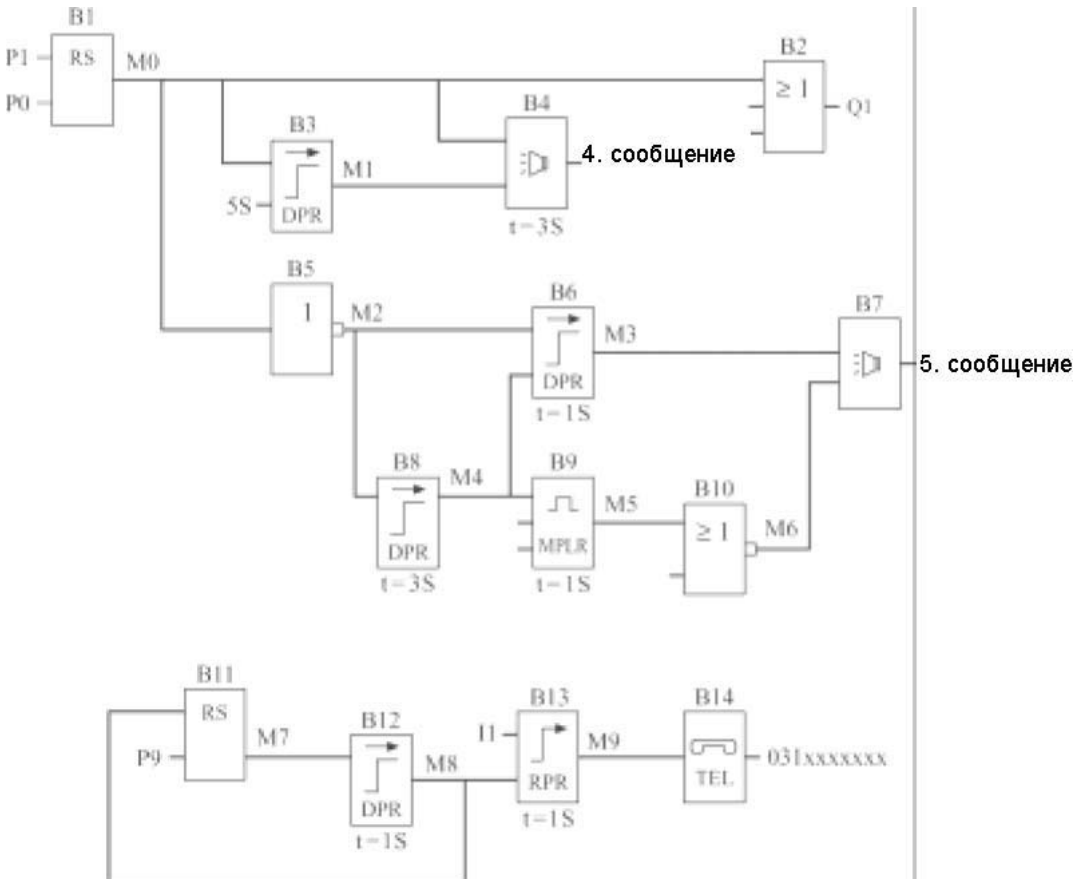 B1
P1
RS
M0
P0
B2
≥ 1
Q1
B3
DPR
5S
M1
B4
4. сообщение
t=3S
B5
1
M2
B6
DPR
t=1S
M3
B7
5. сообщение
B8
DPR
t=3S
M4
B9
MPLR
t=1S
M5
B10
≥ 1
M6
B11
RS
P9
M7
B12
DPR
t=1S
M8
B13
I1
RPR
t=1S
M9
B14
TEL
031xxxxxxx